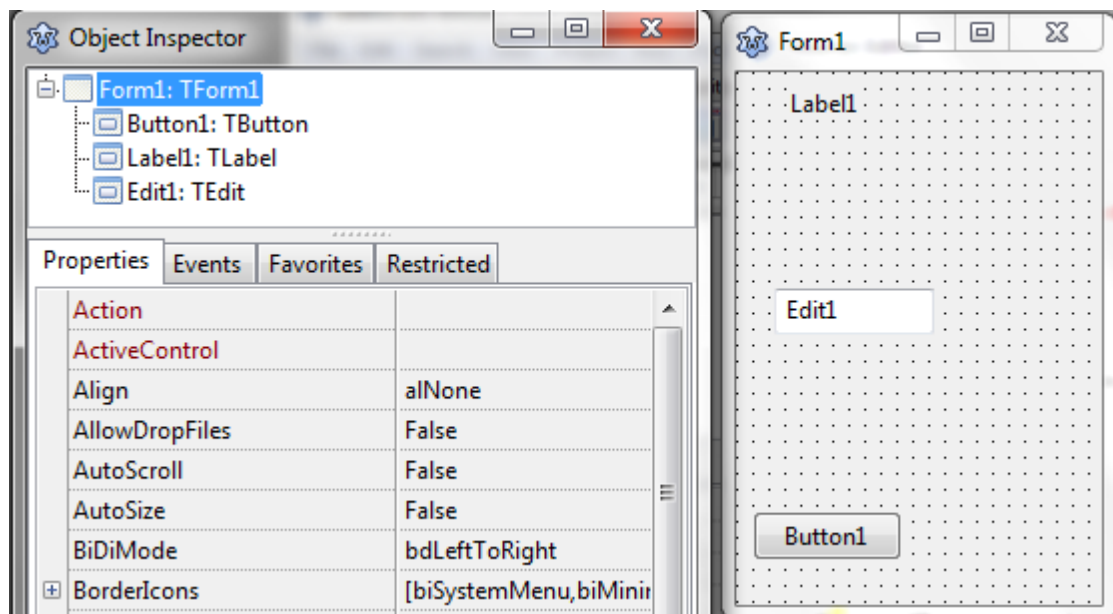 Object Inspector
Form1: TForm1
Button1: TButton
Label1: TLabel
Edit1: TEdit
Properties Events Favorites Restricted
Action
ActiveControl
Align alNone
AllowDropFiles False
AutoScroll False
AutoSize False
BiDiMode bdLeftToRight
BorderIcons [biSystemMenu,biMinir
Form1
Label1
Edit1
Button1